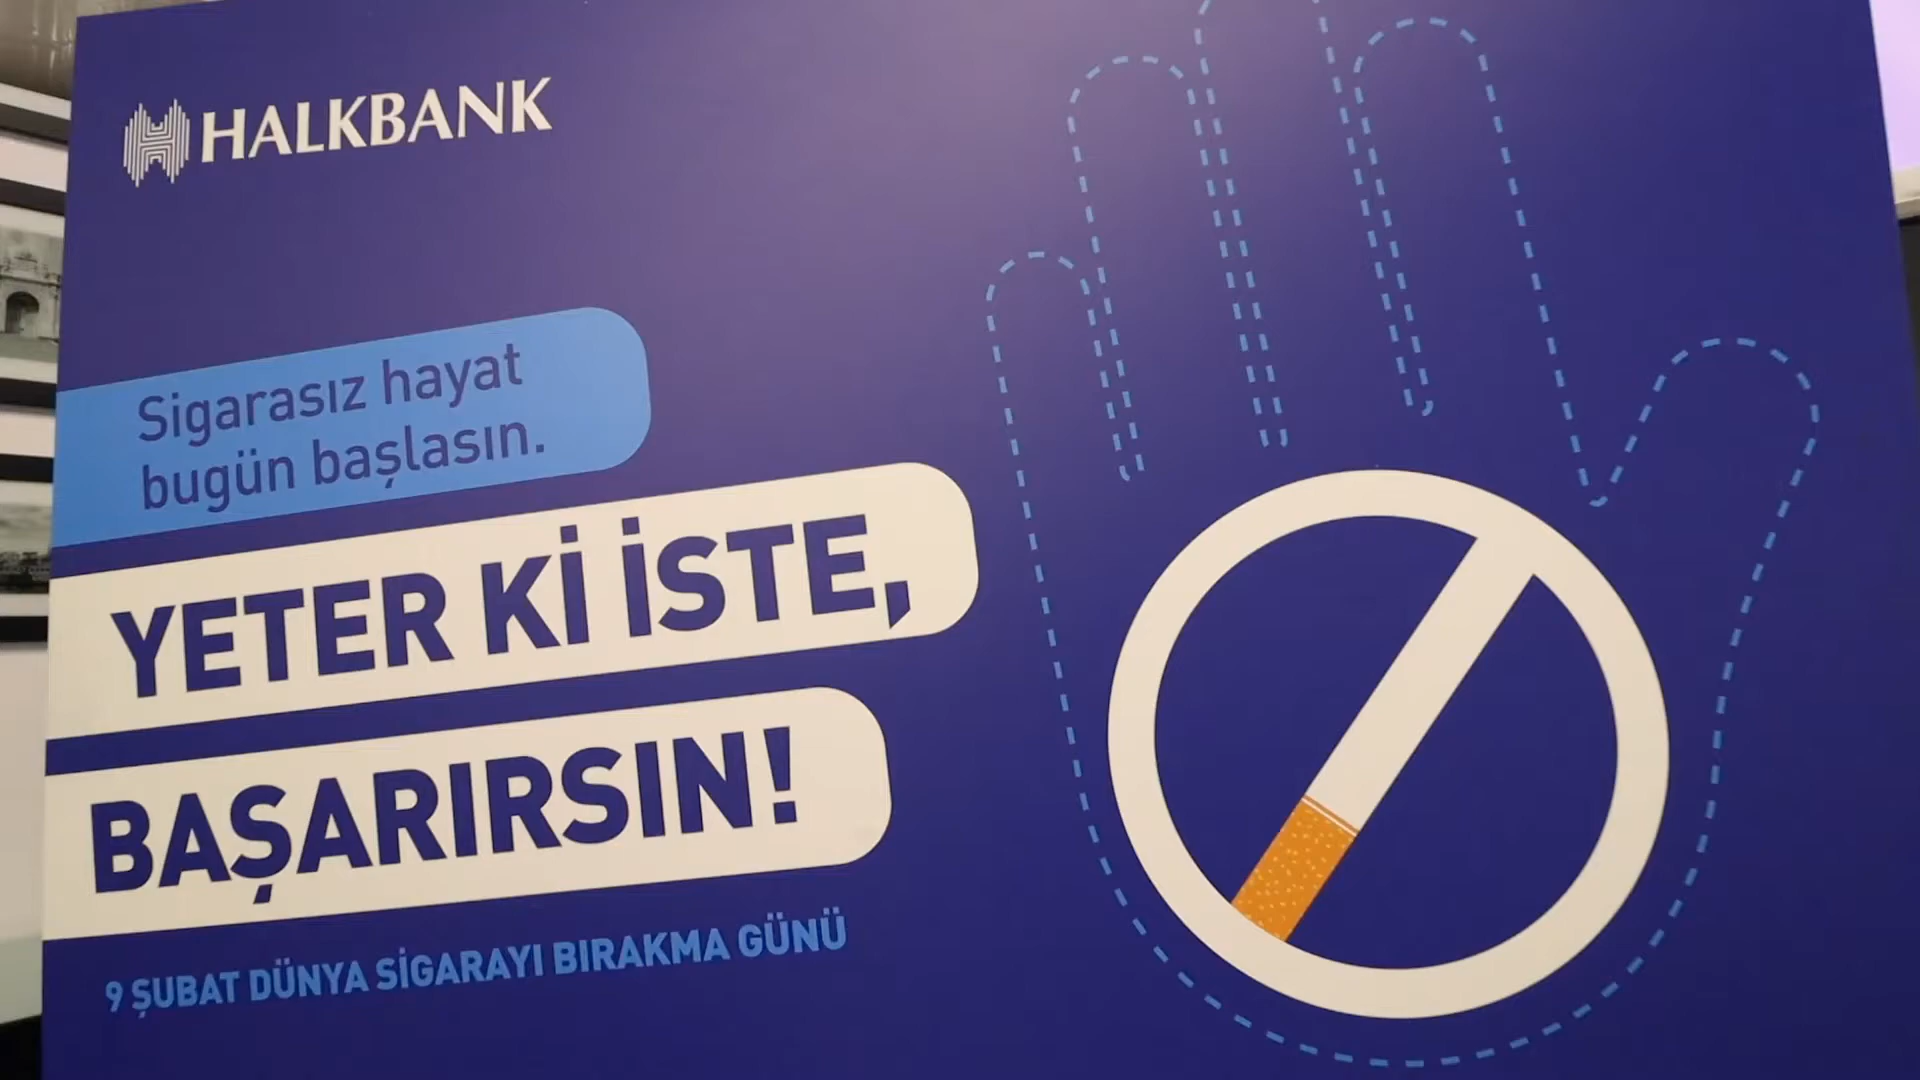 HALKBANK
Sigarasız hayat
bugün başlasın.
YETER Kİ İSTE,
BAŞARIRSIN!
9 ŞUBAT DÜNYA SİGARAYI BIRAKMA GÜNÜ